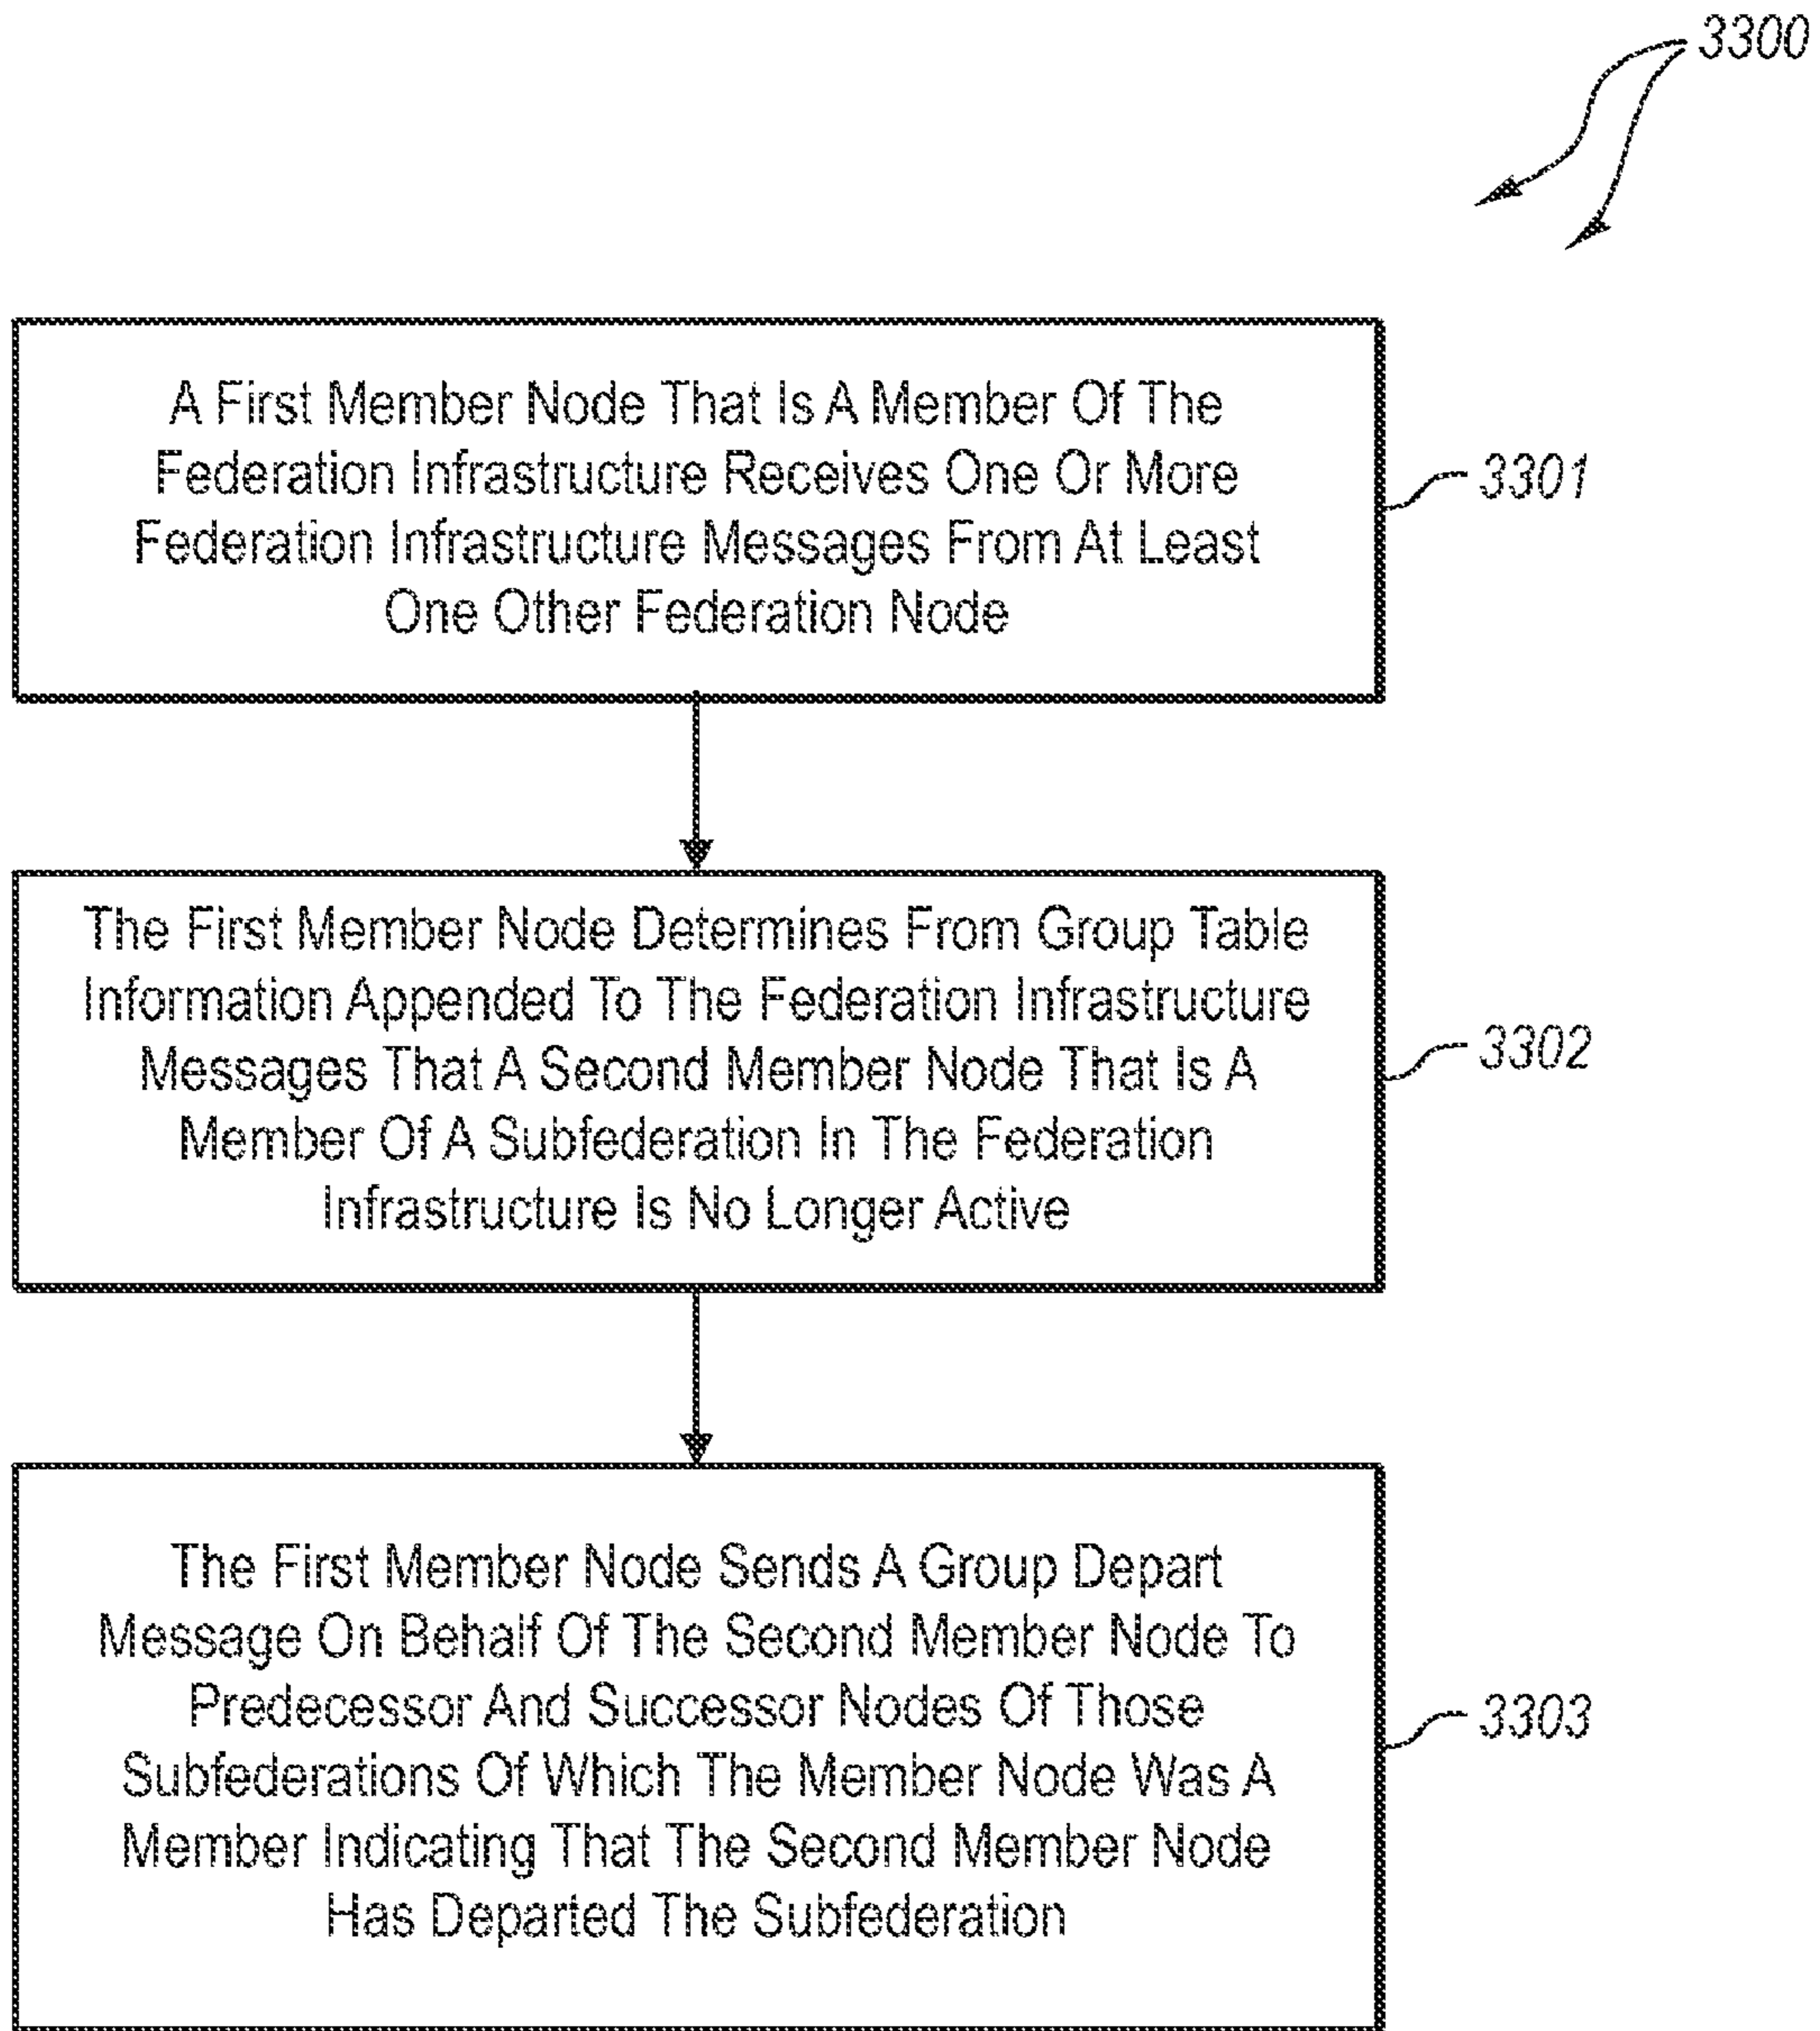 3300
A First Member Node That Is A Member Of The
Federation Infrastructure Receives One Or More
Federation Infrastructure Messages From At Least
One Other Federation Node
3301
The First Member Node Determines From Group Table
Information Appended To The Federation Infrastructure
Messages That A Second Member Node That Is A
Member Of A Subfederation In The Federation
Infrastructure Is No Longer Active
3302
The First Member Node Sends A Group Depart
Message On Behalf Of The Second Member Node To
Predecessor And Successor Nodes Of Those
Subfederations Of Which The Member Node Was A
Member Indicating That The Second Member Node
Has Departed The Subfederation
3303